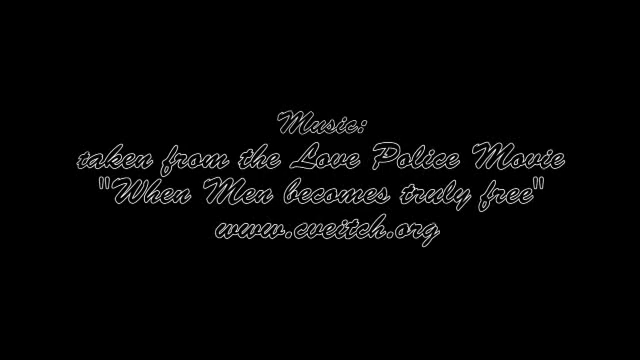 Music:
taken from the Love Police Movie
"When Men becomes truly free"
www.cveitch.org